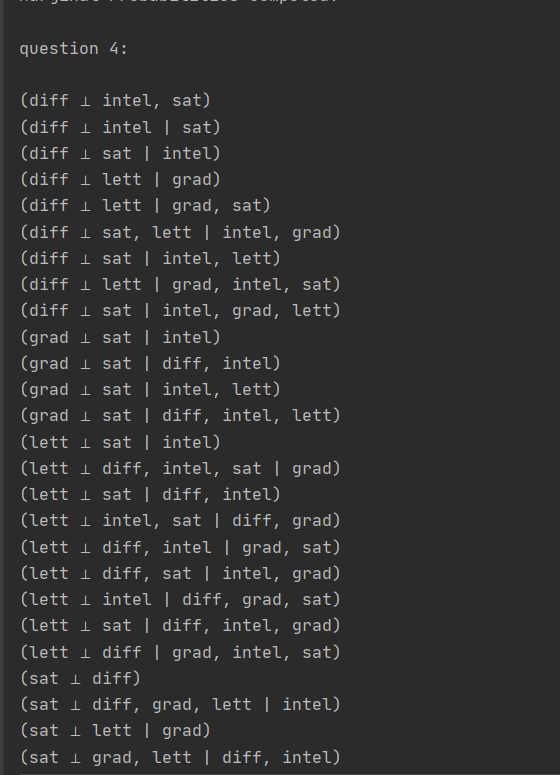 question 4:
(diff ⊥ intel, sat)
(diff ⊥ intel | sat)
(diff ⊥ sat | intel)
(diff ⊥ lett | grad)
(diff ⊥ lett | grad, sat)
(diff ⊥ sat, lett | intel, grad)
(diff ⊥ sat | intel, lett)
(diff ⊥ lett | grad, intel, sat)
(diff ⊥ sat | intel, grad, lett)
(grad ⊥ sat | intel)
(grad ⊥ sat | diff, intel)
(grad ⊥ sat | intel, lett)
(grad ⊥ sat | diff, intel, lett)
(lett ⊥ sat | intel)
(lett ⊥ diff, intel, sat | grad)
(lett ⊥ sat | diff, intel)
(lett ⊥ intel, sat | diff, grad)
(lett ⊥ diff, intel | grad, sat)
(lett ⊥ diff, sat | intel, grad)
(lett ⊥ intel | diff, grad, sat)
(lett ⊥ sat | diff, intel, grad)
(lett ⊥ diff | grad, intel, sat)
(sat ⊥ diff)
(sat ⊥ diff, grad, lett | intel)
(sat ⊥ lett | grad)
(sat ⊥ grad, lett | diff, intel)